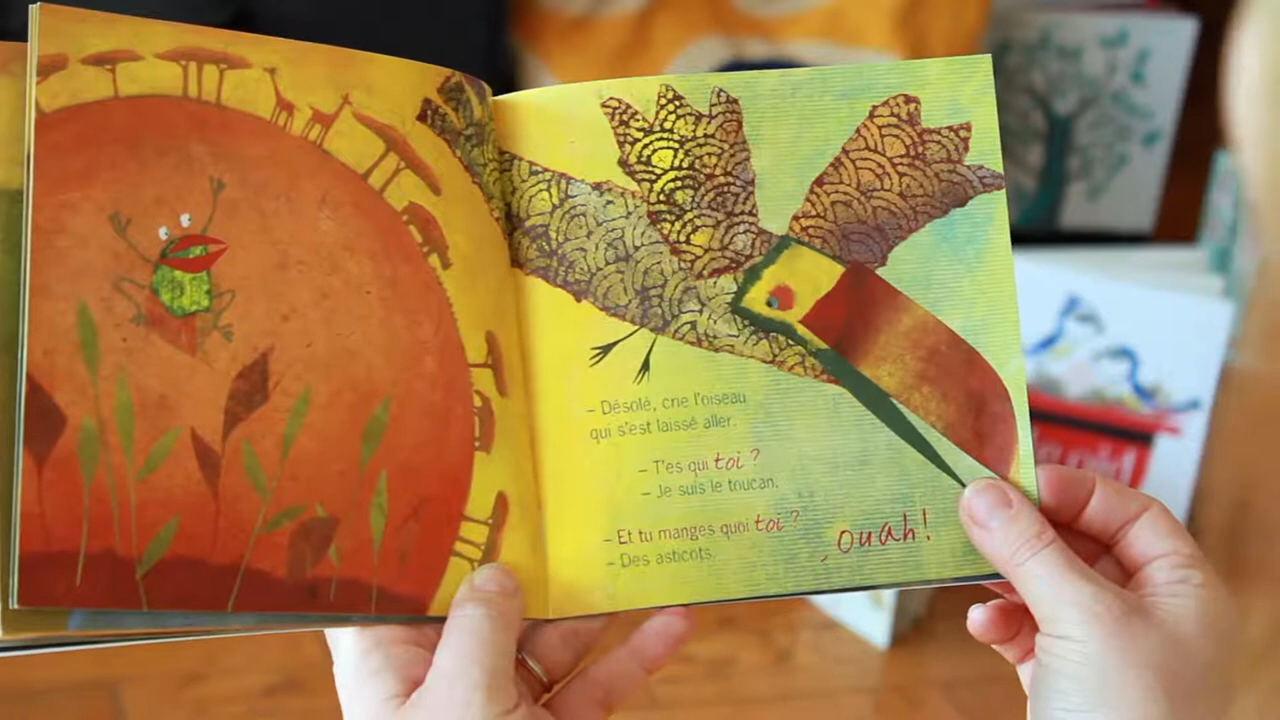 – Désolé, crie l'oiseau
qui s'est laissé aller.
– T'es qui toi ?
– Je suis le toucan.
– Et tu manges quoi toi ?
– Des asticots.
, ouah!